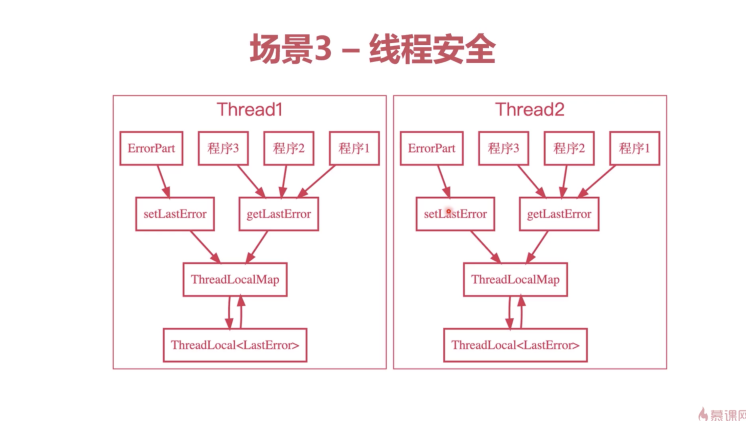 场景3 – 线程安全
Thread1
Thread2
ErrorPart
程序3
程序2
程序1
ErrorPart
程序3
程序2
程序1
setLastError
getLastError
setLastError
getLastError
ThreadLocalMap
ThreadLocalMap
ThreadLocal<LastError>
ThreadLocal<LastError>
慕课网